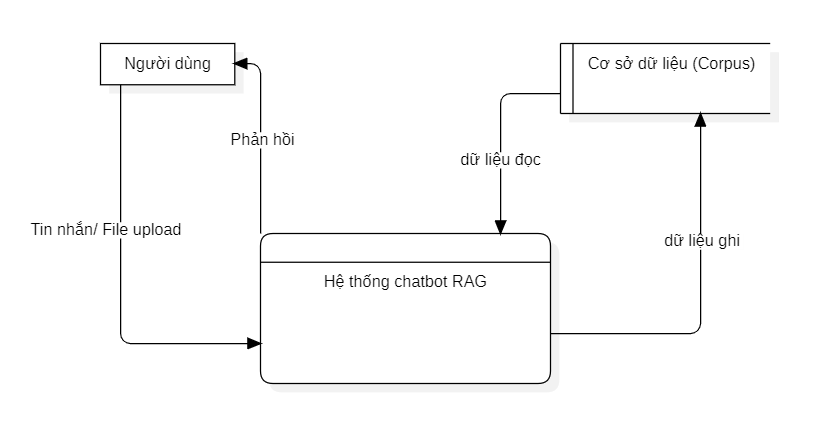 Người dùng
Cơ sở dữ liệu (Corpus)
Phản hồi
dữ liệu đọc
Tin nhắn/ File upload
dữ liệu ghi
Hệ thống chatbot RAG